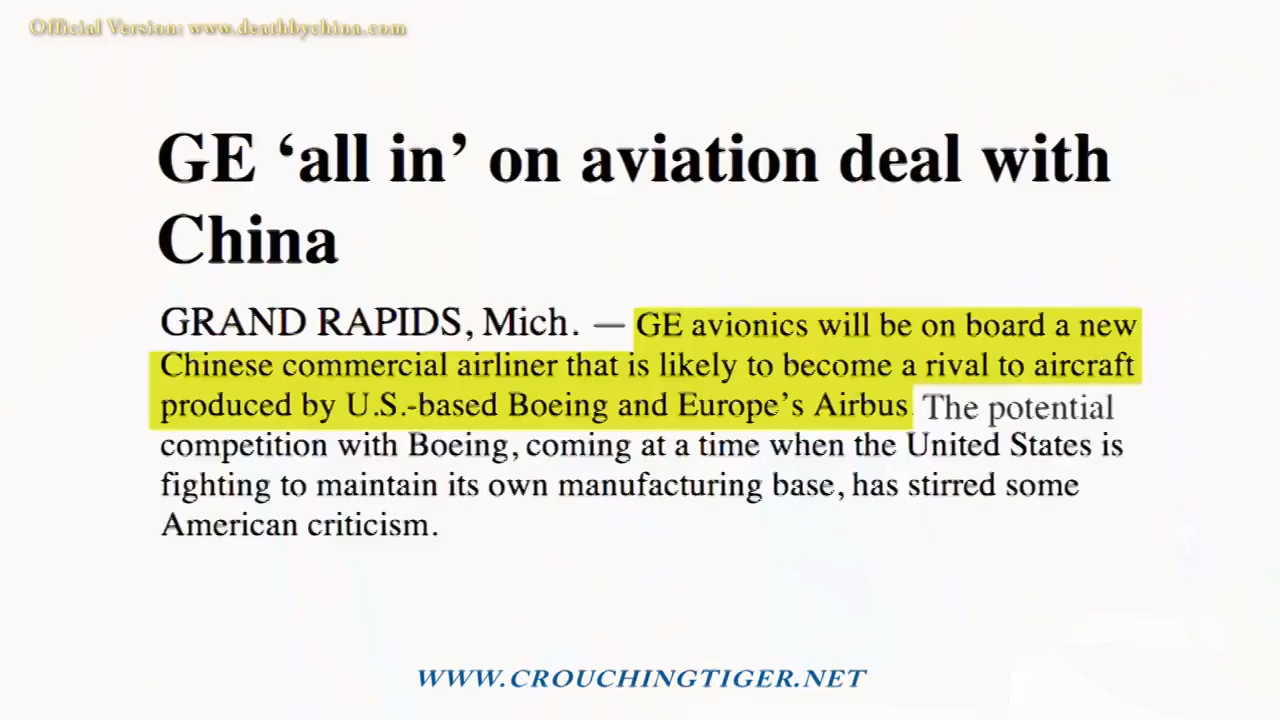 Official Version: www.deathbychina.com
GE ‘all in’ on aviation deal with
China
GRAND RAPIDS, Mich. — GE avionics will be on board a new
Chinese commercial airliner that is likely to become a rival to aircraft
produced by U.S.-based Boeing and Europe’s Airbus. The potential
competition with Boeing, coming at a time when the United States is
fighting to maintain its own manufacturing base, has stirred some
American criticism.
WWW.CROUCHINGTIGER.NET